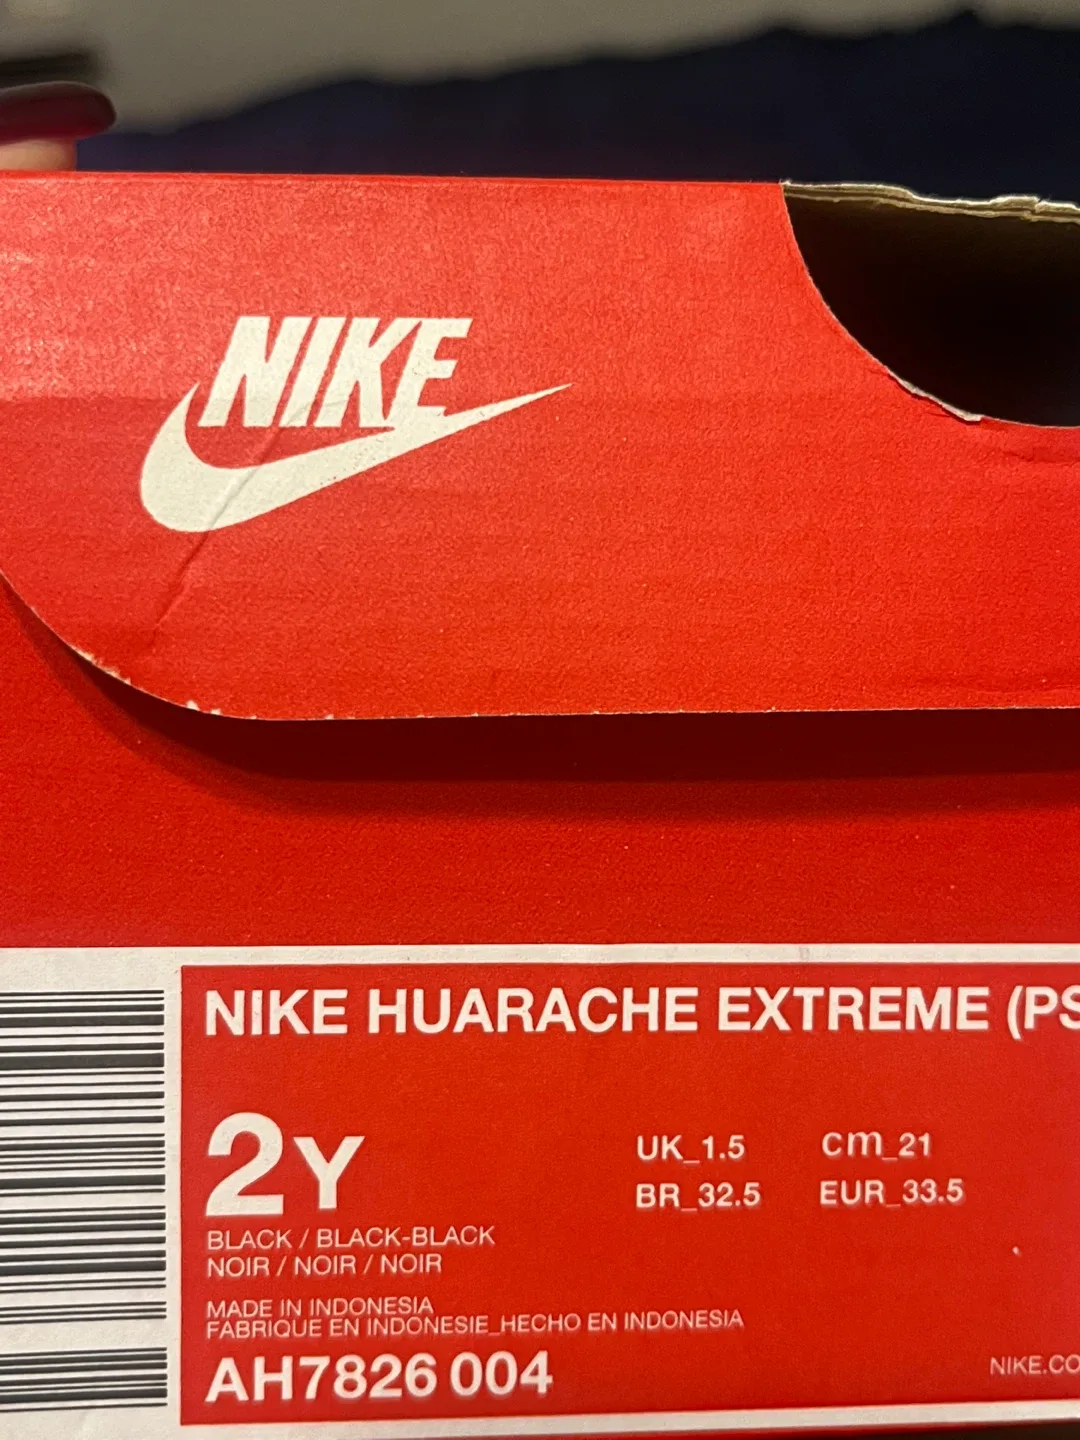 NIKE
NIKE HUARACHE EXTREME (PS
2Y
UK_1.5 cm_21
BR_32.5 EUR_33.5
BLACK / BLACK-BLACK
NOIR / NOIR / NOIR
MADE IN INDONESIA
FABRIQUE EN INDONESIE_HECHO EN INDONESIA
AH7826 004
NIKE.CO